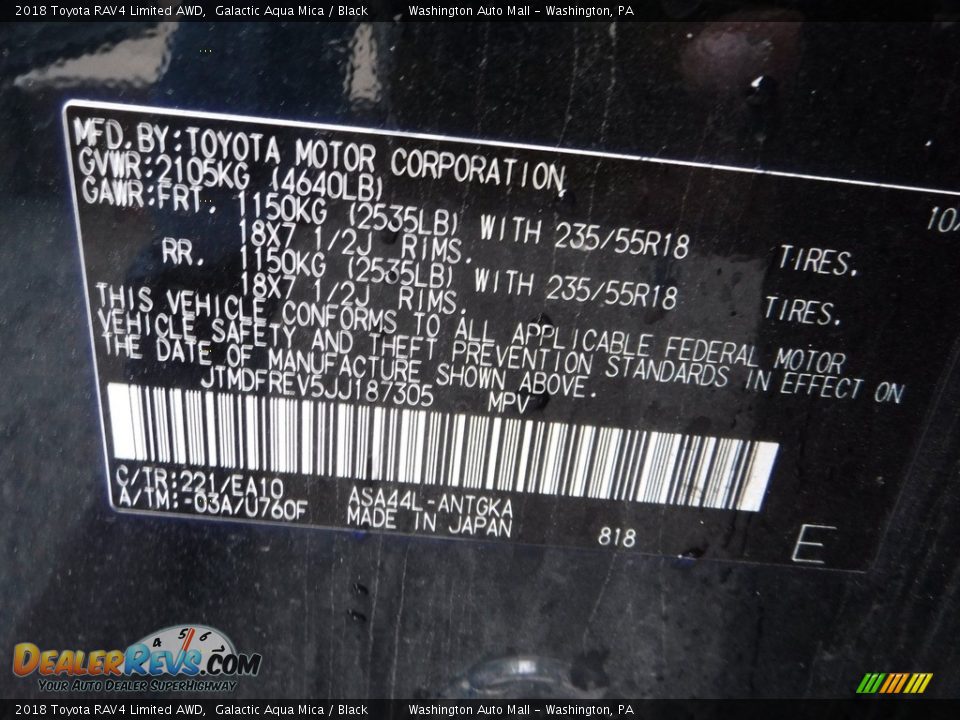 2018 Toyota RAV4 Limited AWD, Galactic Aqua Mica / Black Washington Auto Mall - Washington, PA
MFD.BY:TOYOTA MOTOR CORPORATION
10/
GVWR:2105KG (4640LB)
GAWR:FRT. 1150KG (2535LB) WITH 235/55R18 TIRES.
18X7 1/2J RIMS.
RR. 1150KG (2535LB) WITH 235/55R18 TIRES.
18X7 1/2J RIMS.
THIS VEHICLE CONFORMS TO ALL APPLICABLE FEDERAL MOTOR
VEHICLE SAFETY AND THEFT PREVENTION STANDARDS IN EFFECT ON
THE DATE OF MANUFACTURE SHOWN ABOVE.
JTMDFREV5JJ187305 MPV
C/TR:221/EA10 ASA44L-ANTGKA
A/TM:-03A/U760F MADE IN JAPAN 818
E
4 5 6
DEALERREVS.COM
YOUR AUTO DEALER SUPERHIGHWAY
2018 Toyota RAV4 Limited AWD, Galactic Aqua Mica / Black Washington Auto Mall - Washington, PA